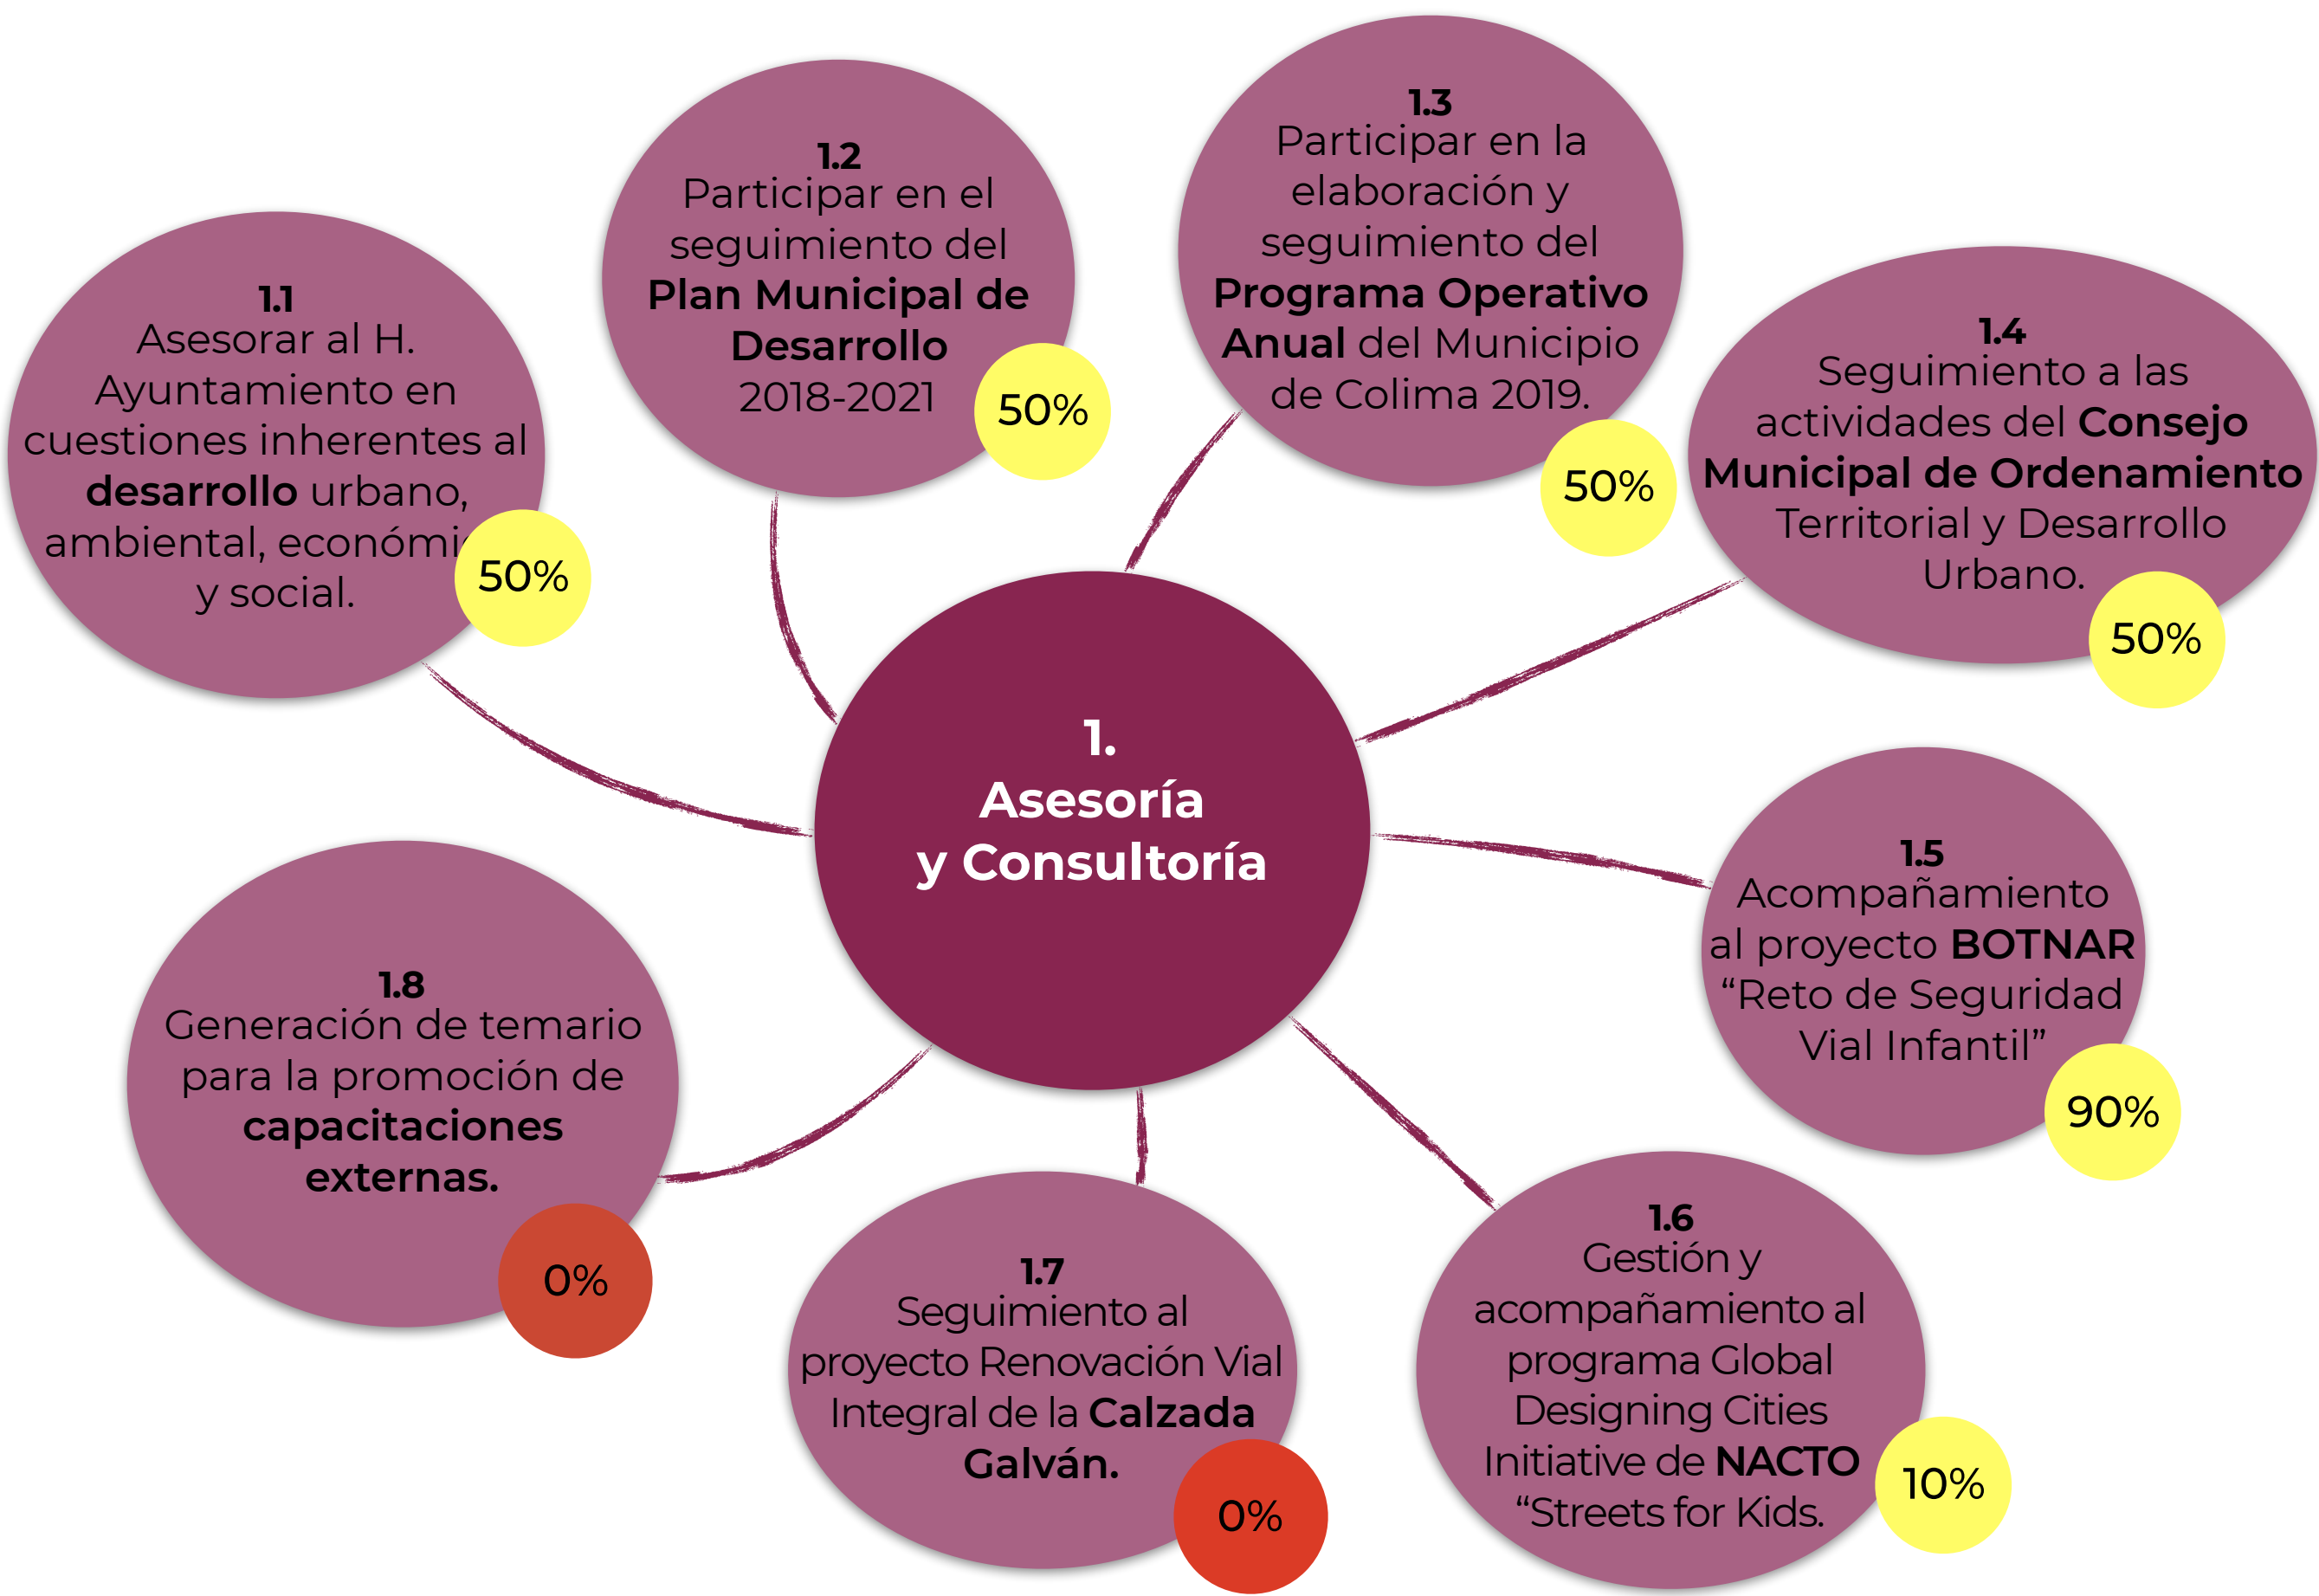 1.1
Asesorar al H.
Ayuntamiento en
cuestiones inherentes al
desarrollo urbano,
ambiental, económi
y social.
50%
1.2
Participar en el
seguimiento del
Plan Municipal de
Desarrollo
2018-2021
50%
1.3
Participar en la
elaboración y
seguimiento del
Programa Operativo
Anual del Municipio
de Colima 2019.
50%
1.4
Seguimiento a las
actividades del Consejo
Municipal de Ordenamiento
Territorial y Desarrollo
Urbano.
50%
1.
Asesoría
y Consultoría
1.5
Acompañamiento
al proyecto BOTNAR
“Reto de Seguridad
Vial Infantil”
90%
1.6
Gestión y
acompañamiento al
programa Global
Designing Cities
Initiative de NACTO
“Streets for Kids.
10%
1.7
Seguimiento al
proyecto Renovación Vial
Integral de la Calzada
Galván.
0%
1.8
Generación de temario
para la promoción de
capacitaciones
externas.
0%